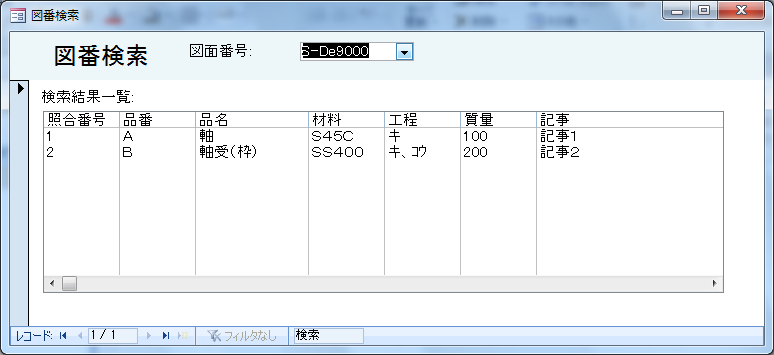 図番検索
図番検索 図面番号: S-De9000
検索結果一覧:
照合番号 品番 品名 材料 工程 質量 記事
1 A 軸 S45C キ 100 記事1
2 B 軸受(枠) SS400 キ、コウ 200 記事2
レコード: 1 / 1 フィルタなし 検索